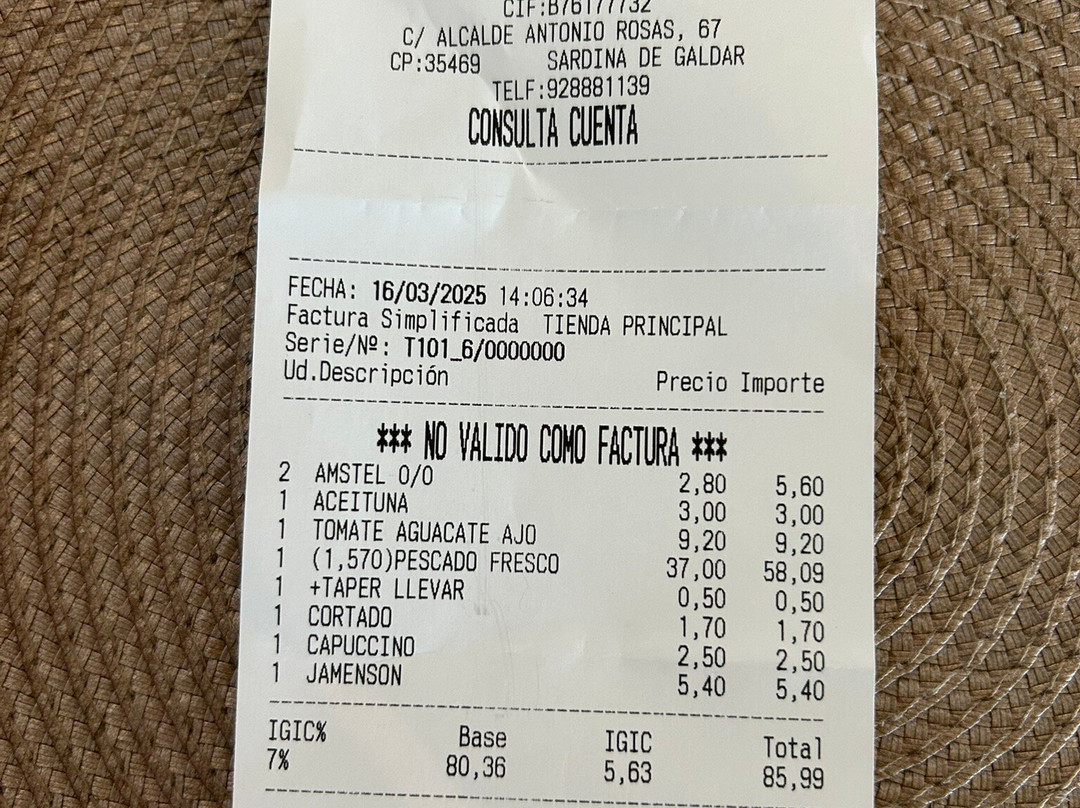 CIF:B76177732
C/ ALCALDE ANTONIO ROSAS, 67
CP:35469 SARDINA DE GALDAR
TELF:928881139
CONSULTA CUENTA
FECHA: 16/03/2025 14:06:34
Factura Simplificada TIENDA PRINCIPAL
Serie/Nº: T101_6/0000000
Ud.Descripción Precio Importe
*** NO VALIDO COMO FACTURA ***
2 AMSTEL 0/0 2,80 5,60
1 ACEITUNA 3,00 3,00
1 TOMATE AGUACATE AJO 9,20 9,20
1 (1,570)PESCADO FRESCO 37,00 58,09
1 +TAPER LLEVAR 0,50 0,50
1 CORTADO 1,70 1,70
1 CAPUCCINO 2,50 2,50
1 JAMENSON 5,40 5,40
IGIC% Base IGIC Total
7% 80,36 5,63 85,99